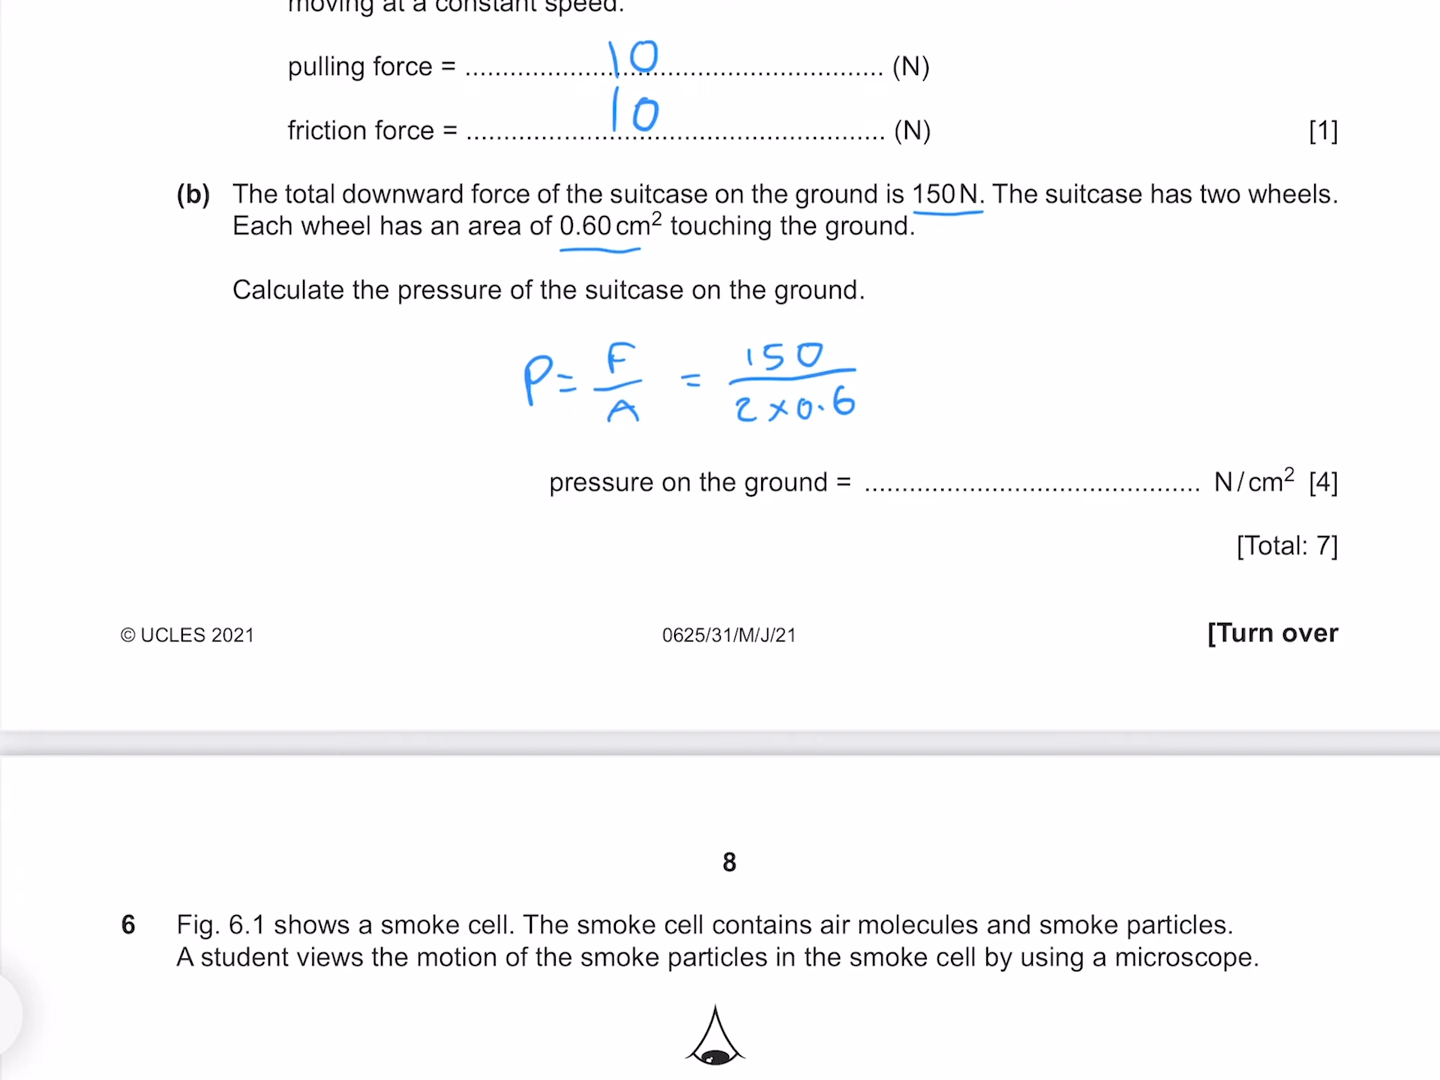 moving at a constant speed.
pulling force = ........................................................ (N)
10
friction force = ........................................................ (N) [1]
10
(b) The total downward force of the suitcase on the ground is 150 N. The suitcase has two wheels.
Each wheel has an area of 0.60 cm² touching the ground.
Calculate the pressure of the suitcase on the ground.
P = F/A = 150/(2 × 0.6)
pressure on the ground = ............................................. N / cm² [4]
[Total: 7]
© UCLES 2021 0625/31/M/J/21 [Turn over
8
6 Fig. 6.1 shows a smoke cell. The smoke cell contains air molecules and smoke particles.
A student views the motion of the smoke particles in the smoke cell by using a microscope.